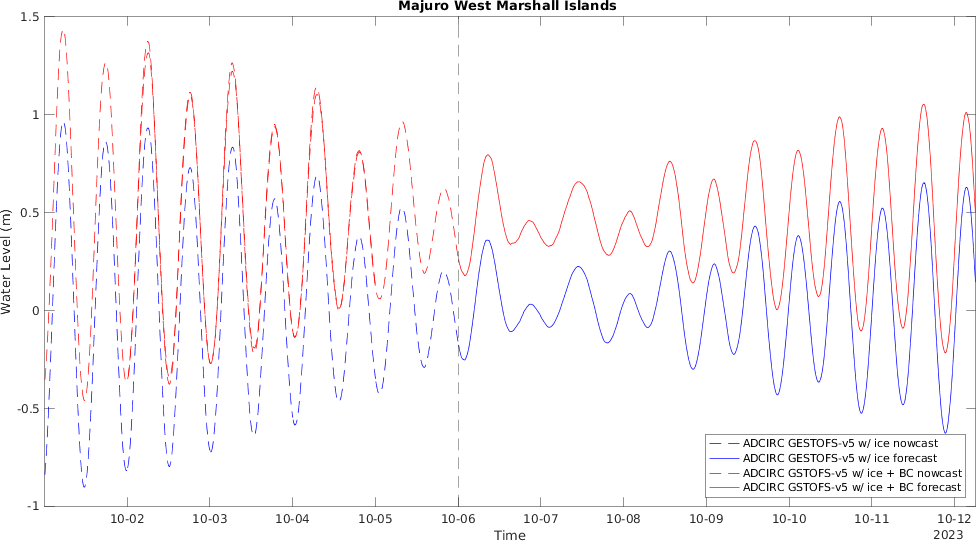 Majuro West Marshall Islands
1.5
1
0.5
0
-0.5
-1
Water Level (m)
10-02 10-03 10-04 10-05 10-06 10-07 10-08 10-09 10-10 10-11 10-12
Time
2023
ADCIRC GESTOFS-v5 w/ ice nowcast
ADCIRC GESTOFS-v5 w/ ice forecast
ADCIRC GSTOFS-v5 w/ice + BC nowcast
ADCIRC GSTOFS-v5 w/ice + BC forecast